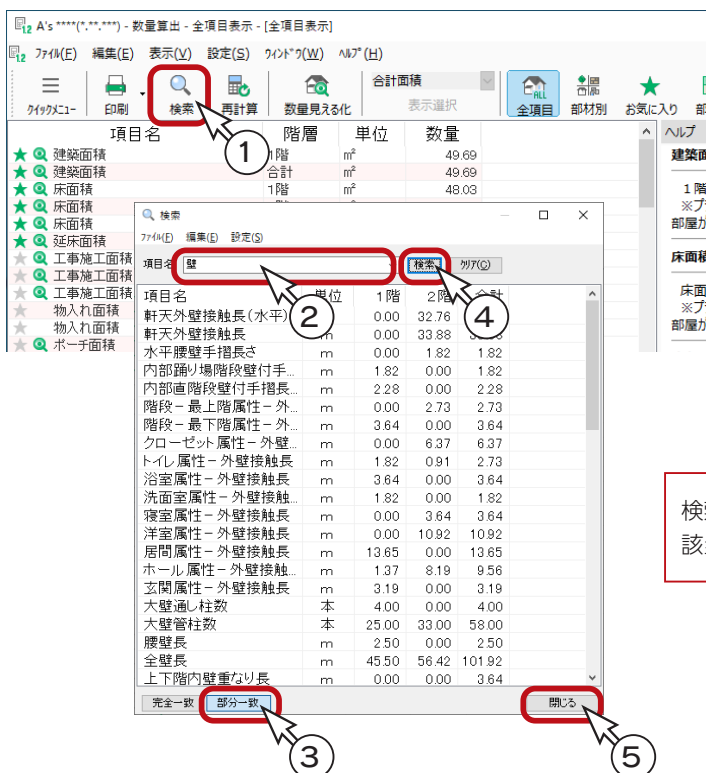 A's ****(*.**.***) - 数量算出 - 全項目表示 - [全項目表示]
ファイル(F) 編集(E) 表示(V) 設定(S) ウィンドウ(W) ヘルプ(H)
合計面積
クイックメニュー 印刷 検索 再計算 数量見える化 表示選択 全項目 部材別 お気に入り 部
ALL
項目名 階層 単位 数量 ヘルプ
建築面積 1階 m² 49.69 建築面
建築面積 合計 m² 49.69
床面積 1階 m² 48.03 1階
床面積 ※プ
床面積 部屋か
延床面積
工事施工面積 床面積
工事施工面積
工事施工面積 床面
物入れ面積 ※プ
物入れ面積 部屋か
ポーチ面積
検索
ファイル(F) 編集(E) 設定(S)
項目名 壁 検索 クリア(C)
項目名 単位 1階 2階 合計
軒天外壁接触長(水平) 0.00 32.76
軒天外壁接触長 m 0.00 33.88
水平腰壁手摺長さ m 0.00 1.82 1.82
内部踊り場階段壁付手... m 1.82 0.00 1.82
内部直階段壁付手摺長... m 2.28 0.00 2.28
階段-最上階属性-外... m 0.00 2.73 2.73
階段-最下階属性-外... m 3.64 0.00 3.64
クローゼット属性-外壁... m 0.00 6.37 6.37
トイレ属性-外壁接触長 m 1.82 0.91 2.73
浴室属性-外壁接触長 m 3.64 0.00 3.64
洗面室属性-外壁接触... m 1.82 0.00 1.82
寝室属性-外壁接触長 m 0.00 3.64 3.64
洋室属性-外壁接触長 m 0.00 10.92 10.92
居間属性-外壁接触長 m 13.65 0.00 13.65
ホール属性-外壁接触... m 1.37 8.19 9.56
玄関属性-外壁接触長 m 3.19 0.00 3.19
大壁通し柱数 本 4.00 0.00 4.00
大壁管柱数 本 25.00 33.00 58.00
腰壁長 m 2.50 0.00 2.50
全壁長 m 45.50 56.42 101.92
上下階内壁重なり長 m 0.00 0.00 3.64
完全一致 部分一致 閉じる
1
2
4
3
5
検索
該当